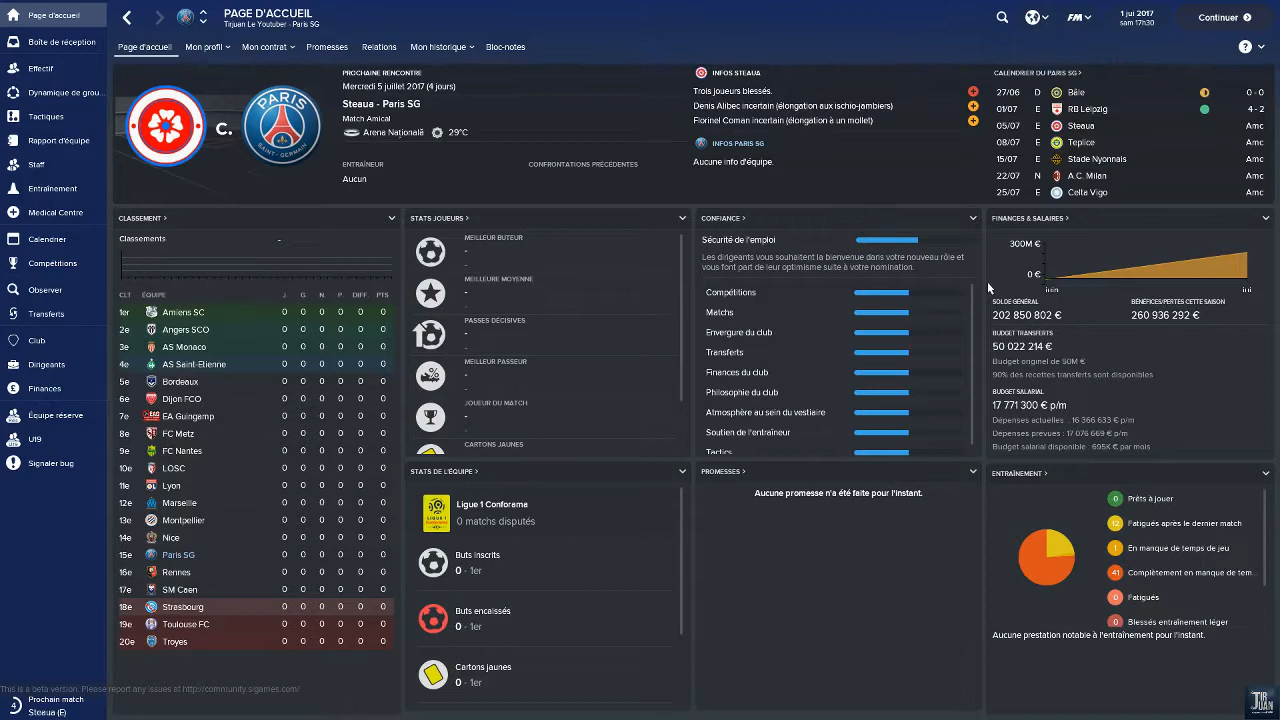 Page d'accueil
Boîte de réception
Effectif
Dynamique de grou...
Tactiques
Rapport d'équipe
Staff
Entraînement
Medical Centre
Calendrier
Compétitions
Observer
Transferts
Club
Dirigeants
Finances
Équipe réserve
U19
Signaler bug
PAGE D'ACCUEIL
Tirjuan Le Youtuber - Paris SG
FM
1 jui 2017
sam 17h30
Continuer
Page d'accueil
Mon profil
Mon contrat
Promesses
Relations
Mon historique
Bloc-notes
?
c.
PARIS
SAINT-GERMAIN
PROCHAINE RENCONTRE
Mercredi 5 juillet 2017 (4 jours)
Steaua - Paris SG
Match Amical
Arena Națională 29°C
ENTRAÎNEUR
Aucun
CONFRONTATIONS PRÉCÉDENTES
INFOS STEAUA
Trois joueurs blessés.
Denis Alibec incertain (élongation aux ischio-jambiers)
Florinel Coman incertain (élongation à un mollet)
INFOS PARIS SG
Aucune info d'équipe.
CALENDRIER DU PARIS SG >
27/06 D Bâle 0 - 0
01/07 E RB Leipzig 4 - 2
05/07 E Steaua Amc
08/07 E Teplice Amc
15/07 E Stade Nyonnais Amc
22/07 N A.C. Milan Amc
25/07 E Celta Vigo Amc
CLASSEMENT >
Classements -
CLT ÉQUIPE J. G. N. P. DIFF. PTS
1er Amiens SC 0 0 0 0 0 0
2e Angers SCO 0 0 0 0 0 0
3e AS Monaco 0 0 0 0 0 0
4e AS Saint-Etienne 0 0 0 0 0 0
5e Bordeaux 0 0 0 0 0 0
6e Dijon FCO 0 0 0 0 0 0
7e EA Guingamp 0 0 0 0 0 0
8e FC Metz 0 0 0 0 0 0
9e FC Nantes 0 0 0 0 0 0
10e LOSC 0 0 0 0 0 0
11e Lyon 0 0 0 0 0 0
12e Marseille 0 0 0 0 0 0
13e Montpellier 0 0 0 0 0 0
14e Nice 0 0 0 0 0 0
15e Paris SG 0 0 0 0 0 0
16e Rennes 0 0 0 0 0 0
17e SM Caen 0 0 0 0 0 0
18e Strasbourg 0 0 0 0 0 0
19e Toulouse FC 0 0 0 0 0 0
20e Troyes 0 0 0 0 0 0
STATS JOUEURS >
MEILLEUR BUTEUR
-
-
MEILLEURE MOYENNE
-
-
PASSES DÉCISIVES
-
-
MEILLEUR PASSEUR
-
-
JOUEUR DU MATCH
-
-
CARTONS JAUNES
STATS DE L'ÉQUIPE >
Ligue 1 Conforama
0 matchs disputés
Buts inscrits
0 - 1er
Buts encaissés
0 - 1er
Cartons jaunes
0 - 1er
CONFIANCE >
Sécurité de l'emploi
Les dirigeants vous souhaitent la bienvenue dans votre nouveau rôle et
vous font part de leur optimisme suite à votre nomination.
Compétitions
Matchs
Envergure du club
Transferts
Finances du club
Philosophie du club
Atmosphère au sein du vestiaire
Soutien de l'entraîneur
Tactics
PROMESSES >
Aucune promesse n'a été faite pour l'instant.
FINANCES & SALAIRES >
300M €
0 €
juin jui
SOLDE GÉNÉRAL
202 850 802 €
BÉNÉFICES/PERTES CETTE SAISON
260 936 292 €
BUDGET TRANSFERTS
50 022 214 €
Budget originel de 50M €
90% des recettes transferts sont disponibles
BUDGET SALARIAL
17 771 300 € p/m
Dépenses actuelles : 16 366 633 € p/m
Dépenses prévues : 17 076 669 € p/m
Budget salarial disponible : 695K € par mois
ENTRAÎNEMENT >
0 Prêts à jouer
12 Fatigués après le dernier match
1 En manque de temps de jeu
41 Complètement en manque de tem...
0 Fatigués
0 Blessés entraînement léger
Aucune prestation notable à l'entraînement pour l'instant.
This is a beta version. Please report any issues at http://community.sigames.com/
4 Prochain match
Steaua (E)